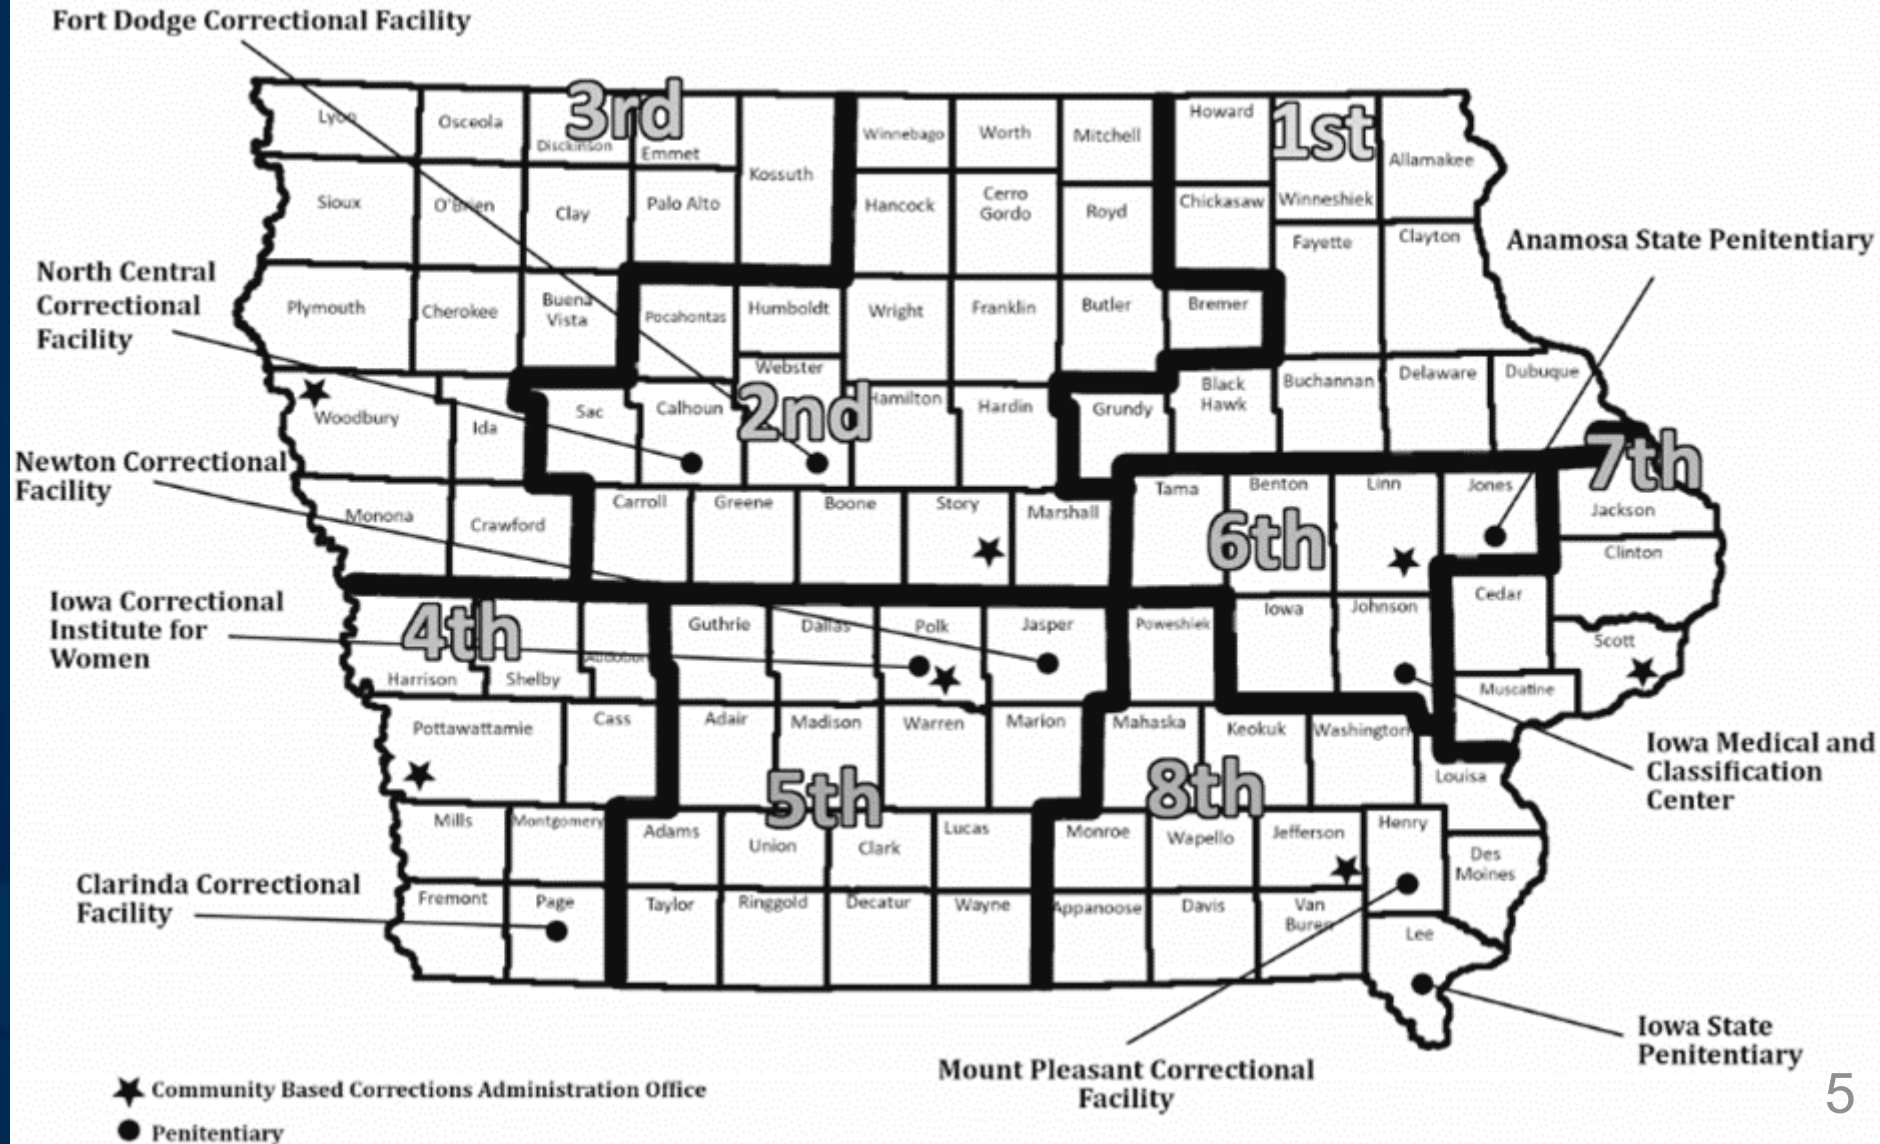 Fort Dodge Correctional Facility
3rd
1st
Lyon
Osceola
Disckinson
Emmet
Kossuth
Winnebago
Worth
Mitchell
Howard
Allamakee
Sioux
O'Brien
Clay
Palo Alto
Hancock
Cerro
Gordo
Royd
Chickasaw
Winneshiek
Fayette
Clayton
Anamosa State Penitentiary
North Central
Correctional
Facility
Plymouth
Cherokee
Buena
Vista
Pocahontas
Humboldt
Wright
Franklin
Butler
Bremer
Webster
2nd
Woodbury
Ida
Sac
Calhoun
Hamilton
Hardin
Grundy
Black
Hawk
Buchannan
Delaware
Dubuque
7th
Newton Correctional
Facility
Monona
Crawford
Carroll
Greene
Boone
Story
Marshall
Tama
Benton
Linn
Jones
Jackson
6th
Clinton
Iowa Correctional
Institute for
Women
4th
Harrison
Shelby
Audobon
Guthrie
Dallas
Polk
Jasper
Poweshiek
Iowa
Johnson
Cedar
Scott
Muscatine
Pottawattamie
Cass
Adair
Madison
Warren
Marion
Mahaska
Keokuk
Washington
Louisa
Iowa Medical and
Classification
Center
5th
8th
Mills
Montgomery
Adams
Union
Clark
Lucas
Monroe
Wapello
Jefferson
Henry
Des
Moines
Clarinda Correctional
Facility
Fremont
Page
Taylor
Ringgold
Decatur
Wayne
Appanoose
Davis
Van
Buren
Lee
Iowa State
Penitentiary
Mount Pleasant Correctional
Facility
Community Based Corrections Administration Office
Penitentiary
5